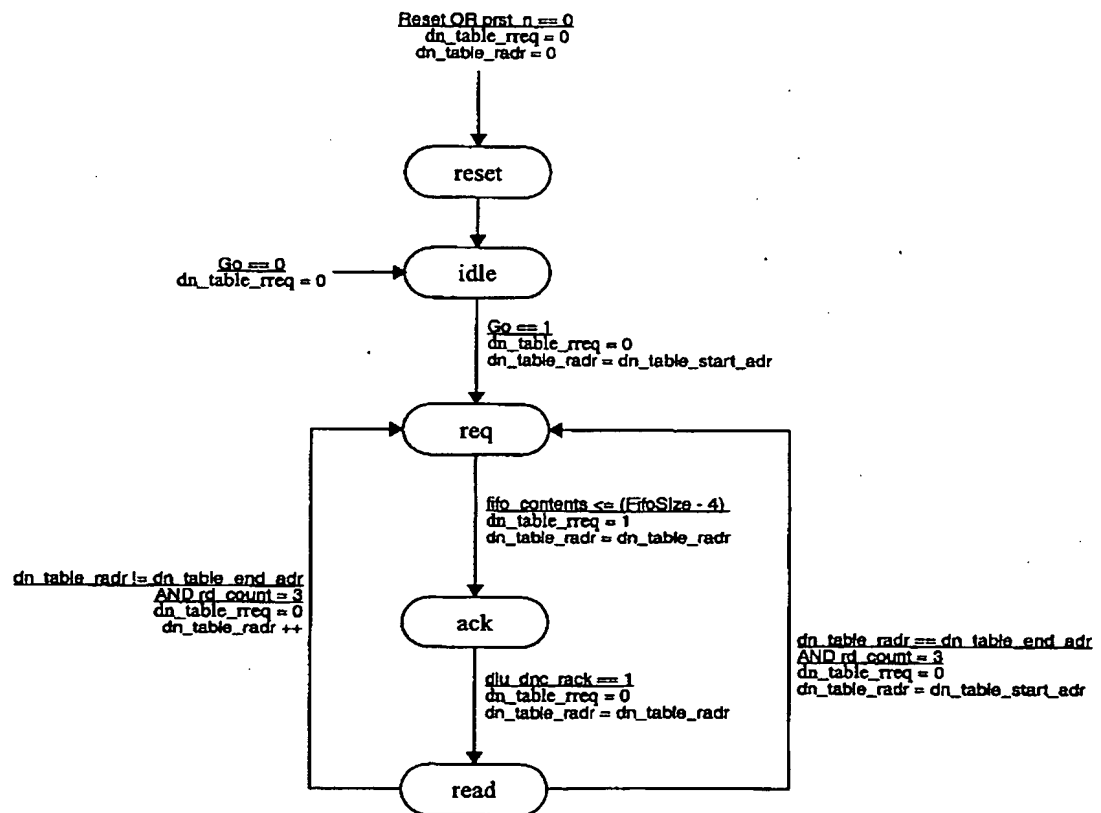 Reset OR prst_n == 0
dn_table_rreq = 0
dn_table_radr = 0
reset
Go == 0
dn_table_rreq = 0
idle
Go == 1
dn_table_rreq = 0
dn_table_radr = dn_table_start_adr
req
fifo_contents <= (FifoSize - 4)
dn_table_rreq = 1
dn_table_radr = dn_table_radr
dn_table_radr != dn_table_end_adr
AND rd_count = 3
dn_table_rreq = 0
dn_table_radr ++
ack
dn_table_radr == dn_table_end_adr
AND rd_count = 3
dn_table_rreq = 0
dn_table_radr = dn_table_start_adr
diu_dnc_rack == 1
dn_table_rreq = 0
dn_table_radr = dn_table_radr
read